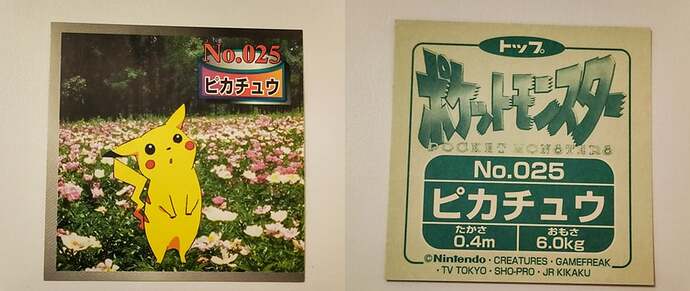 No.025
ピカチュウ
トップ
ポケットモンスター
POCKET MONSTERS
No.025
ピカチュウ
たかさ おもさ
0.4m 6.0kg
©Nintendo・CREATURES・GAMEFREAK
・TV TOKYO・SHO-PRO・JR KIKAKU